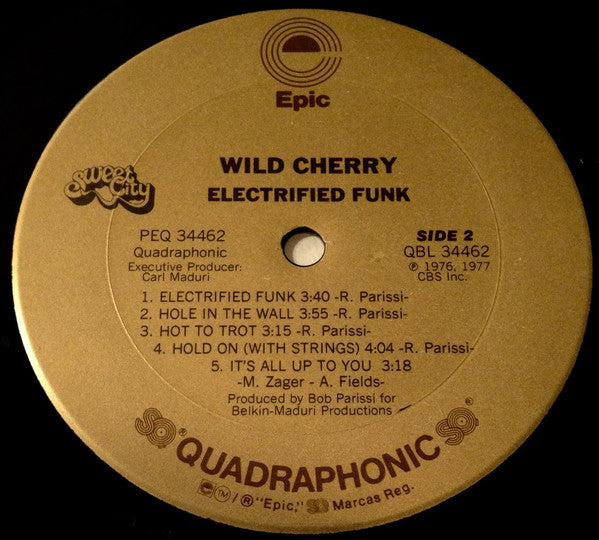 Epic
WILD CHERRY
ELECTRIFIED FUNK
Sweet City
PEQ 34462
Quadraphonic
Executive Producer:
Carl Maduri
SIDE 2
QBL 34462
℗ 1976, 1977
CBS Inc.
1. ELECTRIFIED FUNK 3:40 -R. Parissi-
2. HOLE IN THE WALL 3:55 -R. Parissi-
3. HOT TO TROT 3:15 -R. Parissi-
4. HOLD ON (WITH STRINGS) 4:04 -R. Parissi-
5. IT'S ALL UP TO YOU 3:18
-M. Zager - A. Fields-
Produced by Bob Parissi for
Belkin-Maduri Productions
SQ® QUADRAPHONIC SQ®
e ™/® "Epic," SQ Marcas Reg.